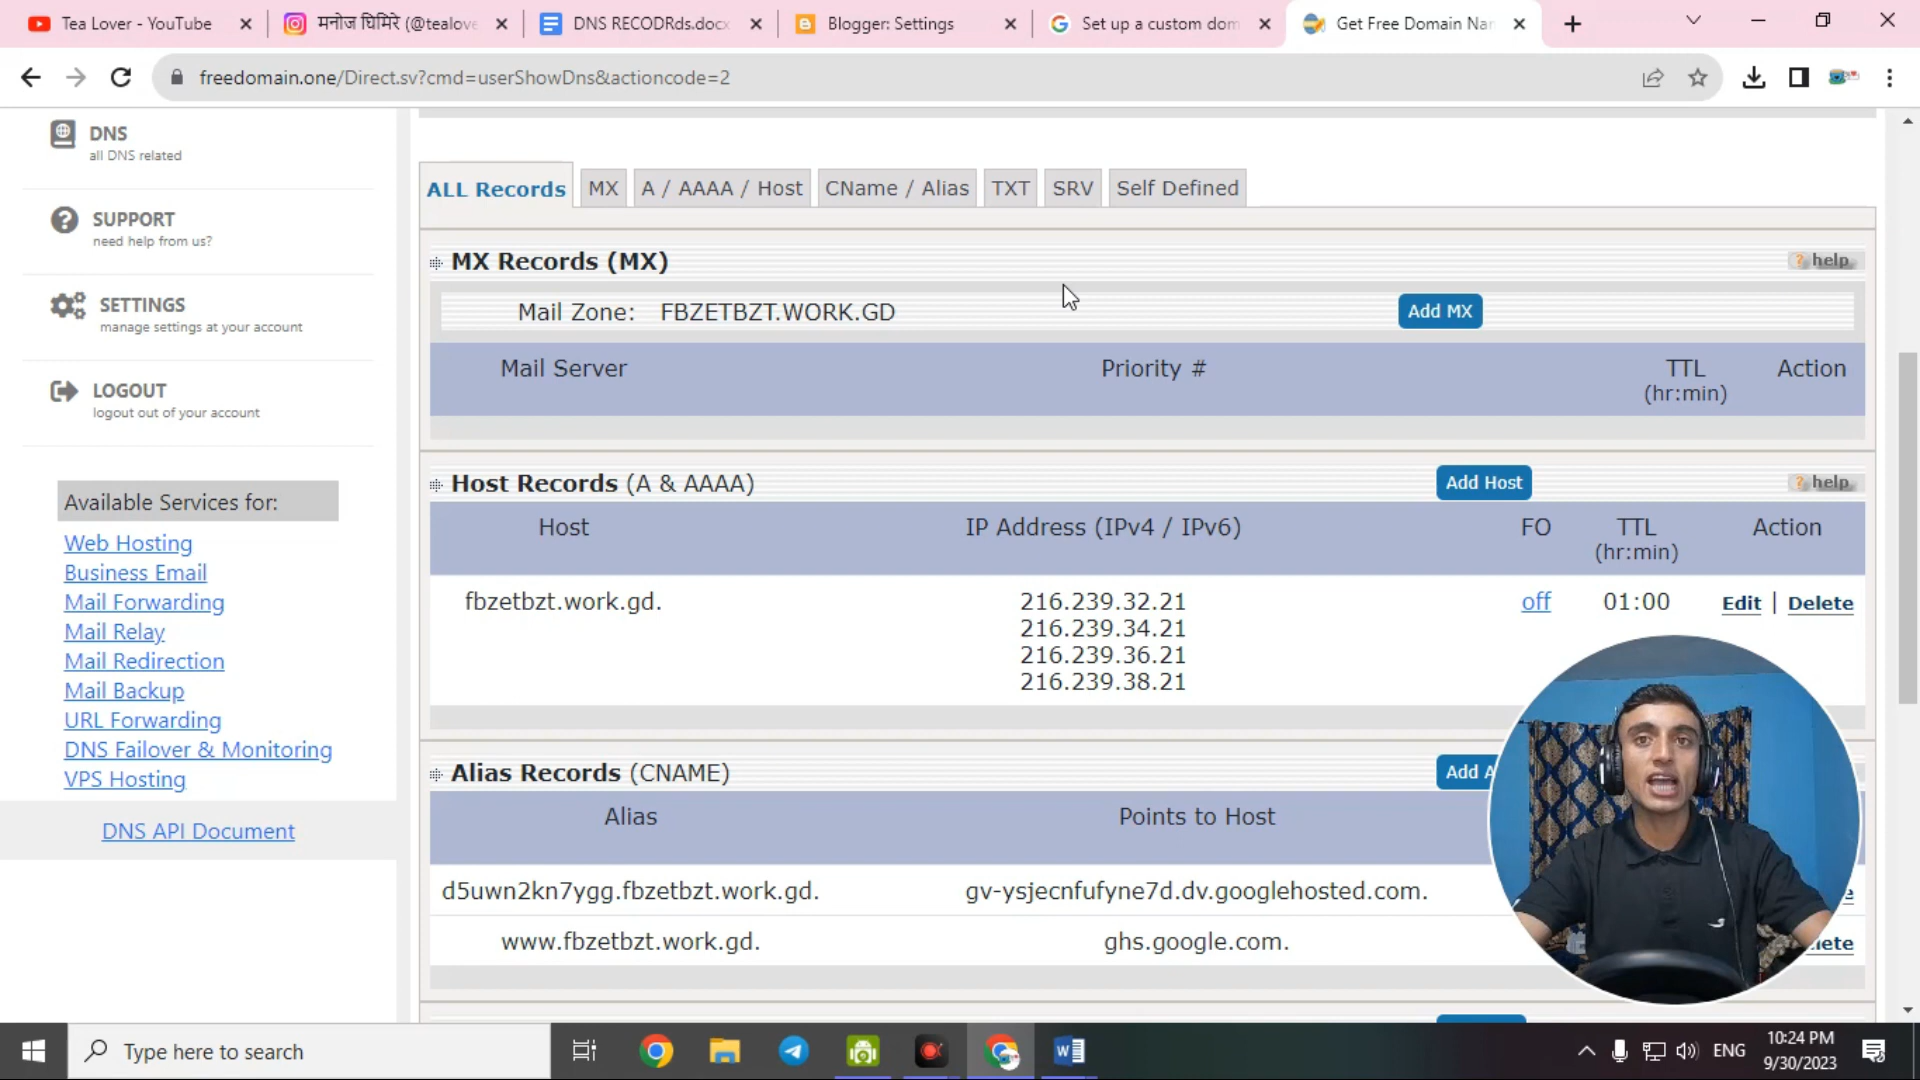 Tea Lover - YouTube
मनोज घिमिरे (@tealove
DNS RECODRds.docx
Blogger: Settings
Set up a custom dom
Get Free Domain Nam
freedomain.one/Direct.sv?cmd=userShowDns&actioncode=2
DNS
all DNS related
SUPPORT
need help from us?
SETTINGS
manage settings at your account
LOGOUT
logout out of your account
Available Services for:
Web Hosting
Business Email
Mail Forwarding
Mail Relay
Mail Redirection
Mail Backup
URL Forwarding
DNS Failover & Monitoring
VPS Hosting
DNS API Document
ALL Records MX A / AAAA / Host CName / Alias TXT SRV Self Defined
MX Records (MX) ? help
Mail Zone: FBZETBZT.WORK.GD Add MX
Mail Server Priority # TTL (hr:min) Action
Host Records (A & AAAA) Add Host ? help
Host IP Address (IPv4 / IPv6) FO TTL (hr:min) Action
fbzetbzt.work.gd. 216.239.32.21 off 01:00 Edit | Delete
216.239.34.21
216.239.36.21
216.239.38.21
Alias Records (CNAME) Add A
Alias Points to Host
d5uwn2kn7ygg.fbzetbzt.work.gd. gv-ysjecnfufyne7d.dv.googlehosted.com.
www.fbzetbzt.work.gd. ghs.google.com. lete
Type here to search
ENG
10:24 PM
9/30/2023